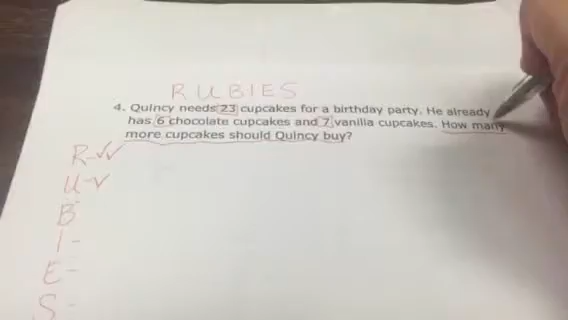 RUBIES
4. Quincy needs 23 cupcakes for a birthday party. He already
has 6 chocolate cupcakes and 7 vanilla cupcakes. How many
more cupcakes should Quincy buy?
R-✓✓
U-✓
B-
I-
E-
S-